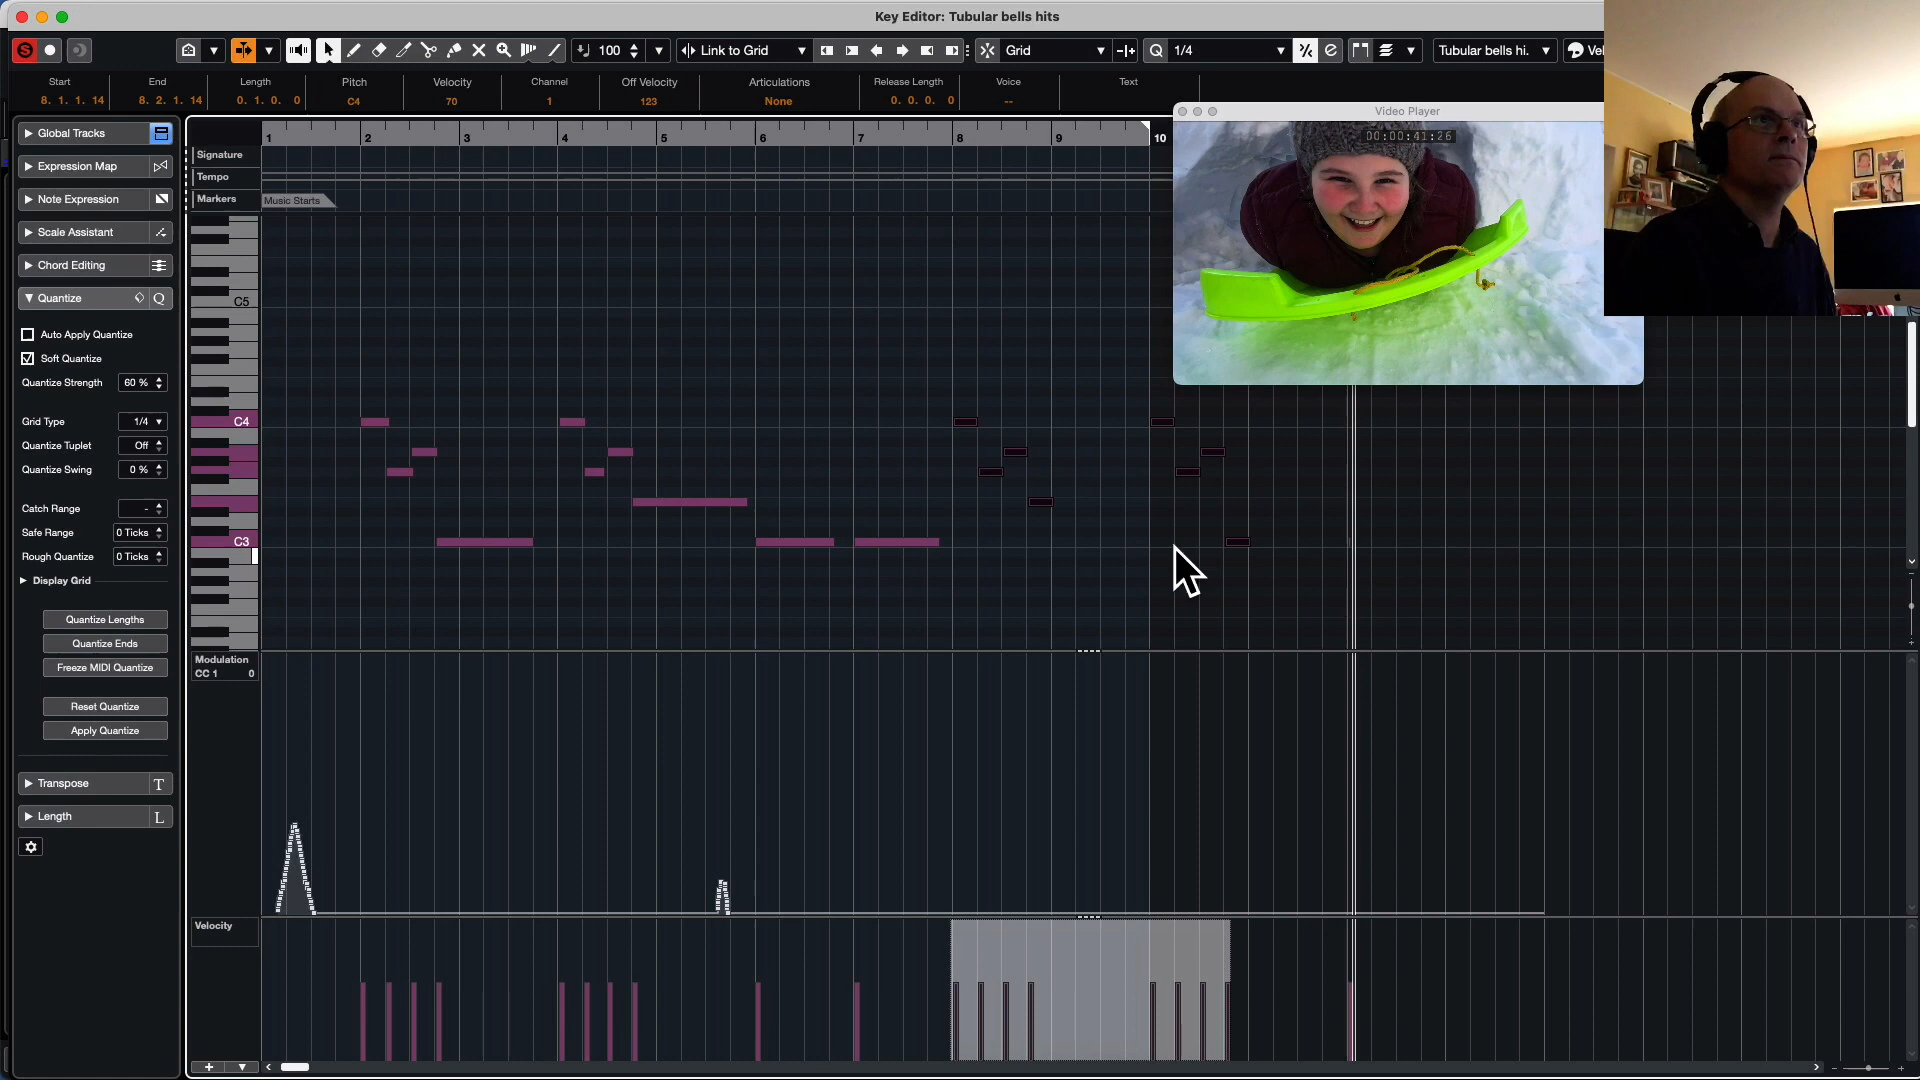 Key Editor: Tubular bells hits
S
100
Link to Grid
Grid
Q
1/4
Tubular bells hi.
Vel
Start
End
Length
Pitch
Velocity
Channel
Off Velocity
Articulations
Release Length
Voice
Text
8. 1. 1. 14
8. 2. 1. 14
0. 1. 0. 0
C4
70
1
123
None
0. 0. 0. 0
--
Video Player
00:00:41:26
Global Tracks
Expression Map
Note Expression
Scale Assistant
Chord Editing
Quantize
Q
Auto Apply Quantize
Soft Quantize
Quantize Strength
60 %
Grid Type
1/4
Quantize Tuplet
Off
Quantize Swing
0 %
Catch Range
-
Safe Range
0 Ticks
Rough Quantize
0 Ticks
Display Grid
Quantize Lengths
Quantize Ends
Freeze MIDI Quantize
Reset Quantize
Apply Quantize
Transpose
T
Length
L
1
2
3
4
5
6
7
8
9
10
Signature
Tempo
Markers
Music Starts
C5
C4
C3
Modulation
CC 1
0
Velocity